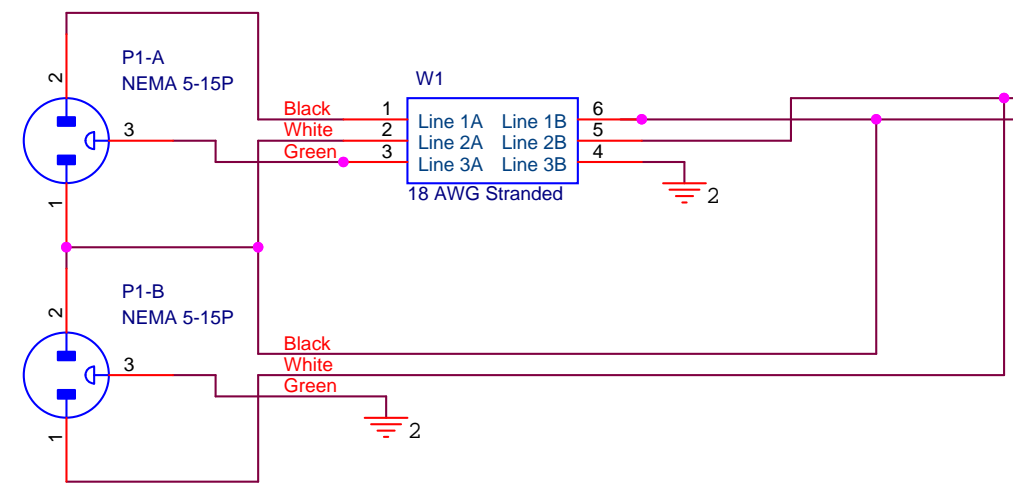 P1-A
NEMA 5-15P
2
3
1
W1
Black 1 Line 1A Line 1B 6
White 2 Line 2A Line 2B 5
Green 3 Line 3A Line 3B 4
18 AWG Stranded
2
P1-B
NEMA 5-15P
2
3
1
Black
White
Green
2